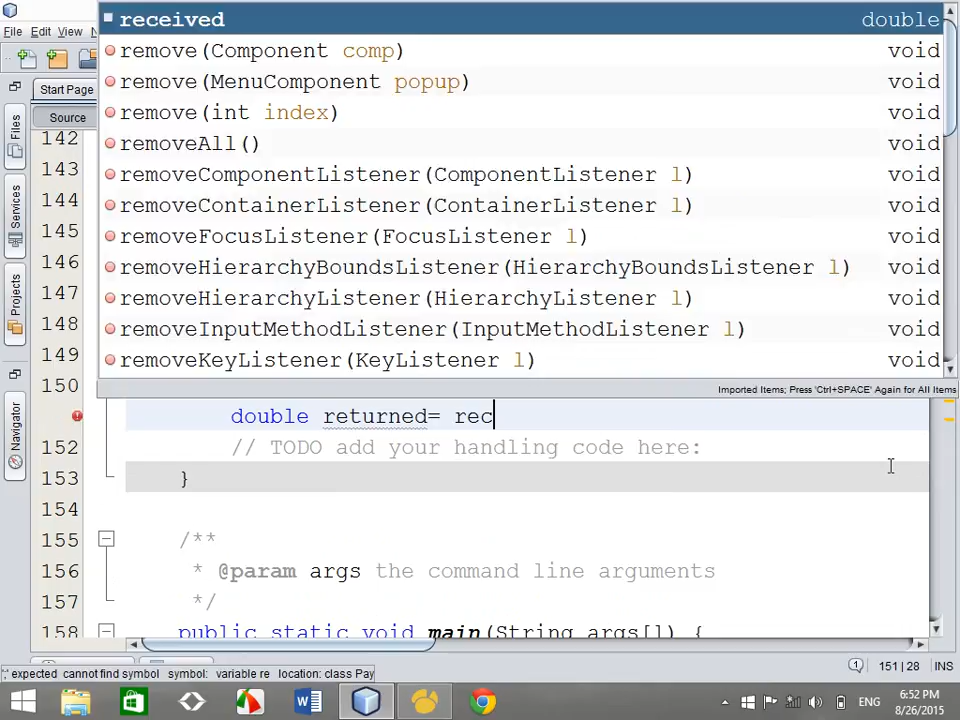 received double
File Edit View N
remove(Component comp) void
remove(MenuComponent popup) void
Start Page
remove(int index) void
Source
Files
142
removeAll() void
143
removeComponentListener(ComponentListener l) void
144
removeContainerListener(ContainerListener l) void
Services
145
removeFocusListener(FocusListener l) void
146
removeHierarchyBoundsListener(HierarchyBoundsListener l) void
147
removeHierarchyListener(HierarchyListener l) void
Projects
148
removeInputMethodListener(InputMethodListener l) void
149
removeKeyListener(KeyListener l) void
150
Imported Items; Press 'Ctrl+SPACE' Again for All Items
double returned= rec
Navigator
152 // TODO add your handling code here:
153 }
154
155 /**
156 * @param args the command line arguments
157 */
158 public static void main(String args[]) {
';' expected cannot find symbol symbol: variable re location: class Pay
1
151 | 28 INS
ENG
6:52 PM
8/26/2015